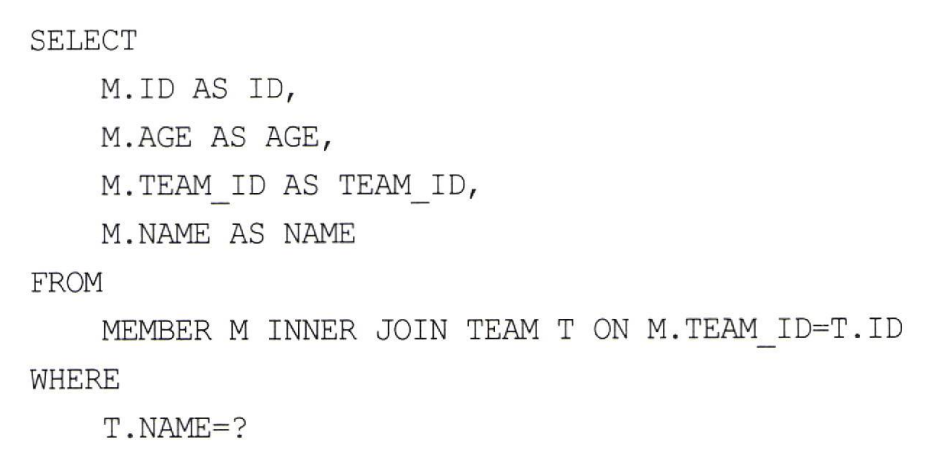 SELECT
M.ID AS ID,
M.AGE AS AGE,
M.TEAM_ID AS TEAM_ID,
M.NAME AS NAME
FROM
MEMBER M INNER JOIN TEAM T ON M.TEAM_ID=T.ID
WHERE
T.NAME=?